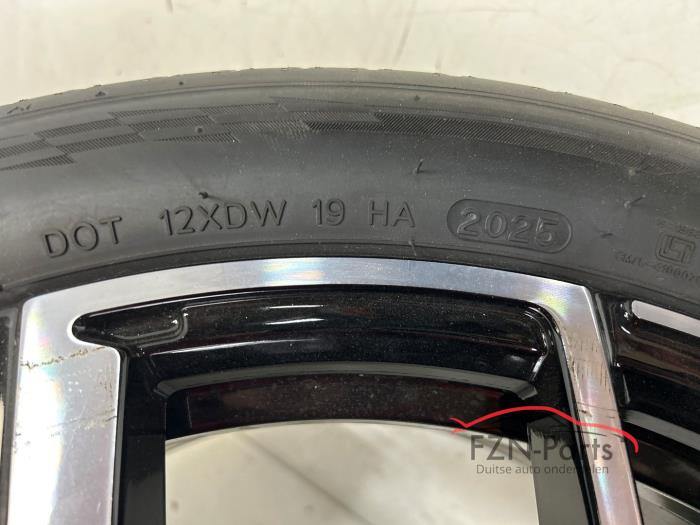 DOT 12XDW 19 HA 2025
FZN-Parts
Duitse auto onderdelen